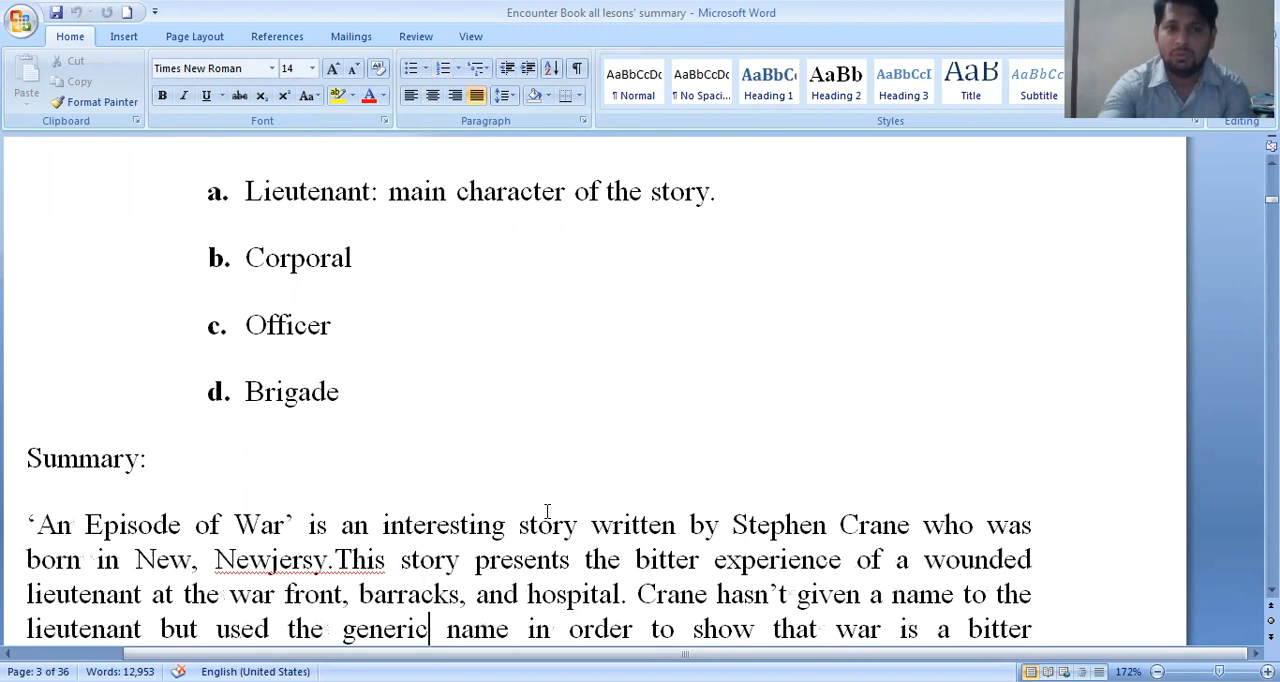 Encounter Book all lesons' summary - Microsoft Word
Home Insert Page Layout References Mailings Review View
Paste
Cut
Copy
Format Painter
Clipboard
Times New Roman 14
Font
Paragraph
AaBbCcDc AaBbCcDc AaBbC AaBb AaBbCcI AaB AaBbCcL
¶ Normal ¶ No Spaci... Heading 1 Heading 2 Heading 3 Title Subtitle
Styles
Editing
a. Lieutenant: main character of the story.
b. Corporal
c. Officer
d. Brigade
Summary:
‘An Episode of War’ is an interesting story written by Stephen Crane who was
born in New, Newjersy.This story presents the bitter experience of a wounded
lieutenant at the war front, barracks, and hospital. Crane hasn’t given a name to the
lieutenant but used the generic name in order to show that war is a bitter
Page: 3 of 36 Words: 12,953 English (United States) 172%